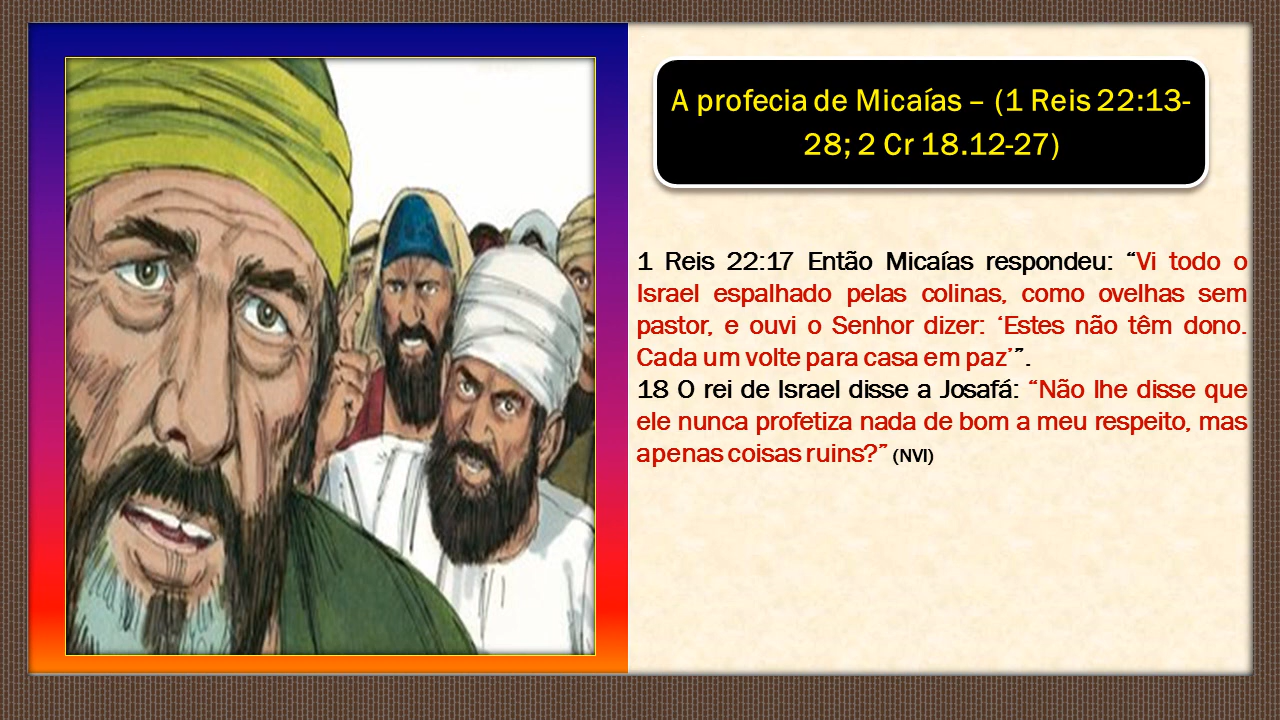 A profecia de Micaías – (1 Reis 22:13-
28; 2 Cr 18.12-27)
1 Reis 22:17 Então Micaías respondeu: “Vi todo o
Israel espalhado pelas colinas, como ovelhas sem
pastor, e ouvi o Senhor dizer: ‘Estes não têm dono.
Cada um volte para casa em paz’”.
18 O rei de Israel disse a Josafá: “Não lhe disse que
ele nunca profetiza nada de bom a meu respeito, mas
apenas coisas ruins?” (NVI)